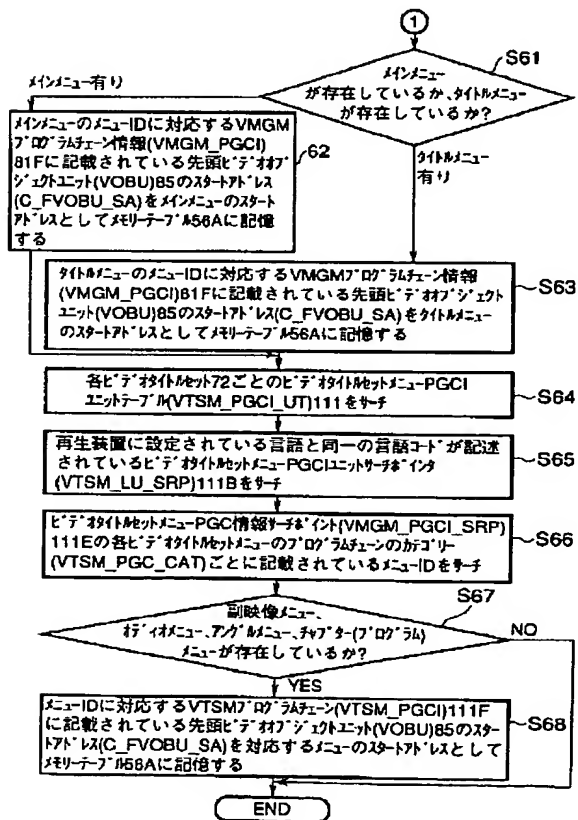 1
S61
メインメニュー
が存在しているか、タイトルメニュー
が存在しているか?
メインメニュー有り
タイトルメニュー
有り
62
メインメニューのメニューIDに対応するVMGM
プログラムチェーン情報(VMGM_PGCI)
81Fに記載されている先頭ビデオオブ
ジェクトユニット(VOBU)85のスタートアドレス
(C_FVOBU_SA)をメインメニューのスタート
アドレスとしてメモリーテーブル56Aに記憶
する
タイトルメニューのメニューIDに対応するVMGMプログラムチェーン情報
(VMGM_PGCI)81Fに記載されている先頭ビデオオブジェクト
ユニット(VOBU)85のスタートアドレス(C_FVOBU_SA)をタイトルメニュー
のスタートアドレスとしてメモリーテーブル56Aに記憶する
S63
各ビデオタイトルセット72ごとのビデオタイトルセットメニューPGCI
ユニットテーブル(VTSM_PGCI_UT)111をサーチ
S64
再生装置に設定されている言語と同一の言語コードが記述
されているビデオタイトルセットメニューPGCIユニットサーチポインタ
(VTSM_LU_SRP)111Bをサーチ
S65
ビデオタイトルセットメニューPGC情報サーチポイント(VMGM_PGCI_SRP)
111Eの各ビデオタイトルセットメニューのプログラムチェーンのカテゴリー
(VTSM_PGC_CAT)ごとに記載されているメニューIDをサーチ
S66
S67
副映像メニュー、
オディオメニュー、アングルメニュー、チャプター(プログラム)
メニューが存在しているか?
NO
YES
メニューIDに対応するVTSMプログラムチェーン(VTSM_PGCI)111F
に記載されている先頭ビデオオブジェクトユニット(VOBU)85のスター
トアドレス(C_FVOBU_SA)を対応するメニューのスタートアドレスとして
メモリーテーブル56Aに記憶する
S68
END